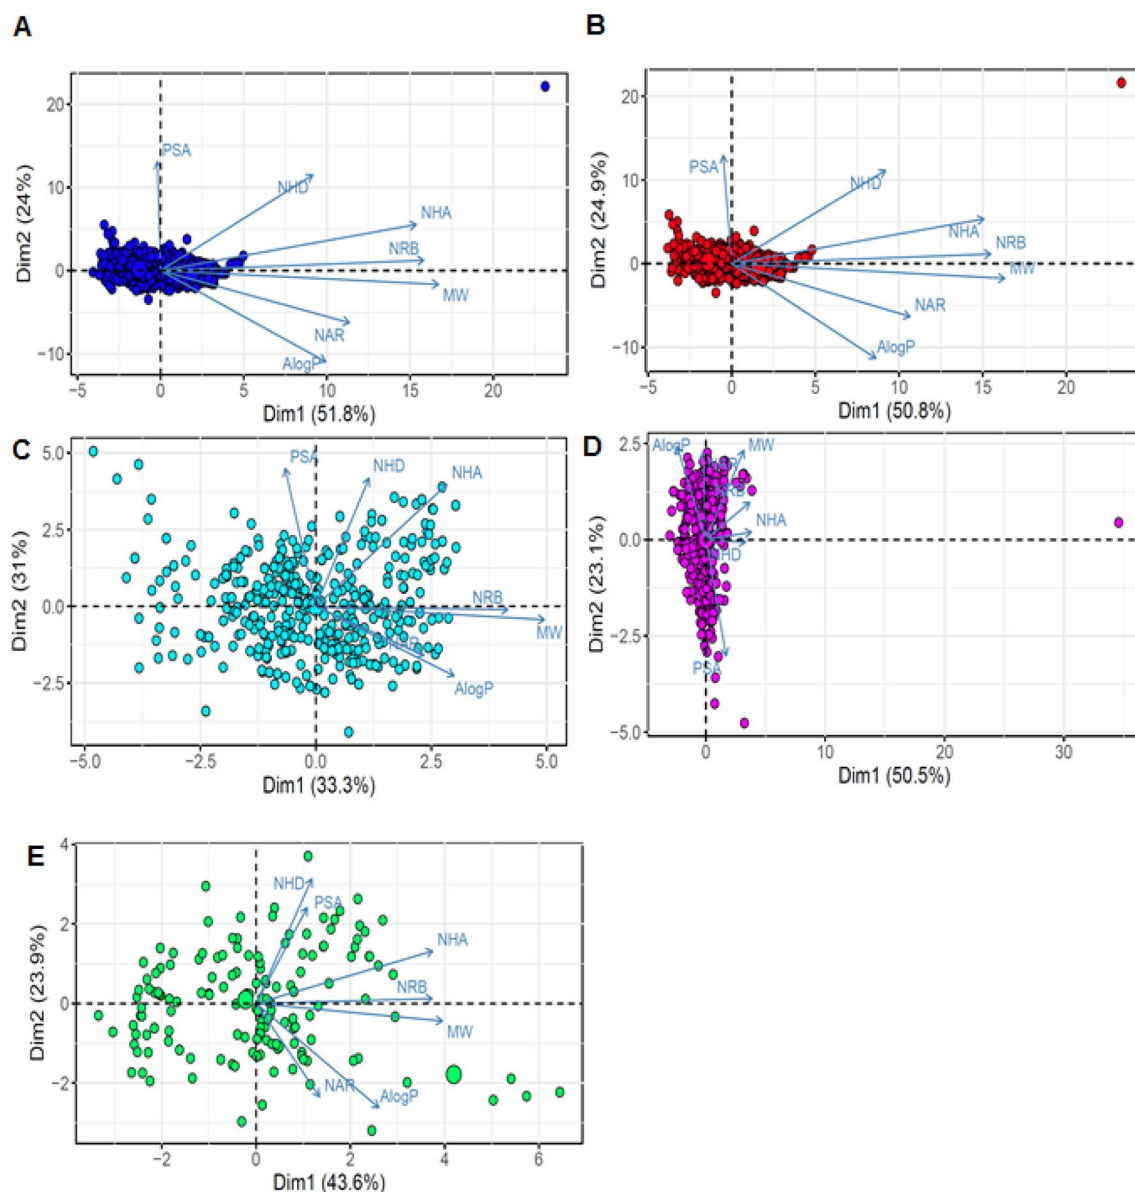 A
Dim2 (24%)
20
10
0
−10
PSA
NHD
NHA
NRB
MW
NAR
AlogP
−5
0
5
10
15
20
Dim1 (51.8%)
B
Dim2 (24.9%)
20
10
0
−10
PSA
NHD
NHA
NRB
MW
NAR
AlogP
−5
0
5
10
15
20
Dim1 (50.8%)
C
Dim2 (31%)
5.0
2.5
0.0
−2.5
PSA
NHD
NHA
NRB
MW
NAR
AlogP
−5.0
−2.5
0.0
2.5
5.0
Dim1 (33.3%)
D
Dim2 (23.1%)
2.5
0.0
−2.5
−5.0
AlogP
MW
NRB
NHA
NHD
PSA
0
10
20
30
Dim1 (50.5%)
E
Dim2 (23.9%)
4
2
0
−2
NHD
PSA
NHA
NRB
MW
NAR
AlogP
−2
0
2
4
6
Dim1 (43.6%)